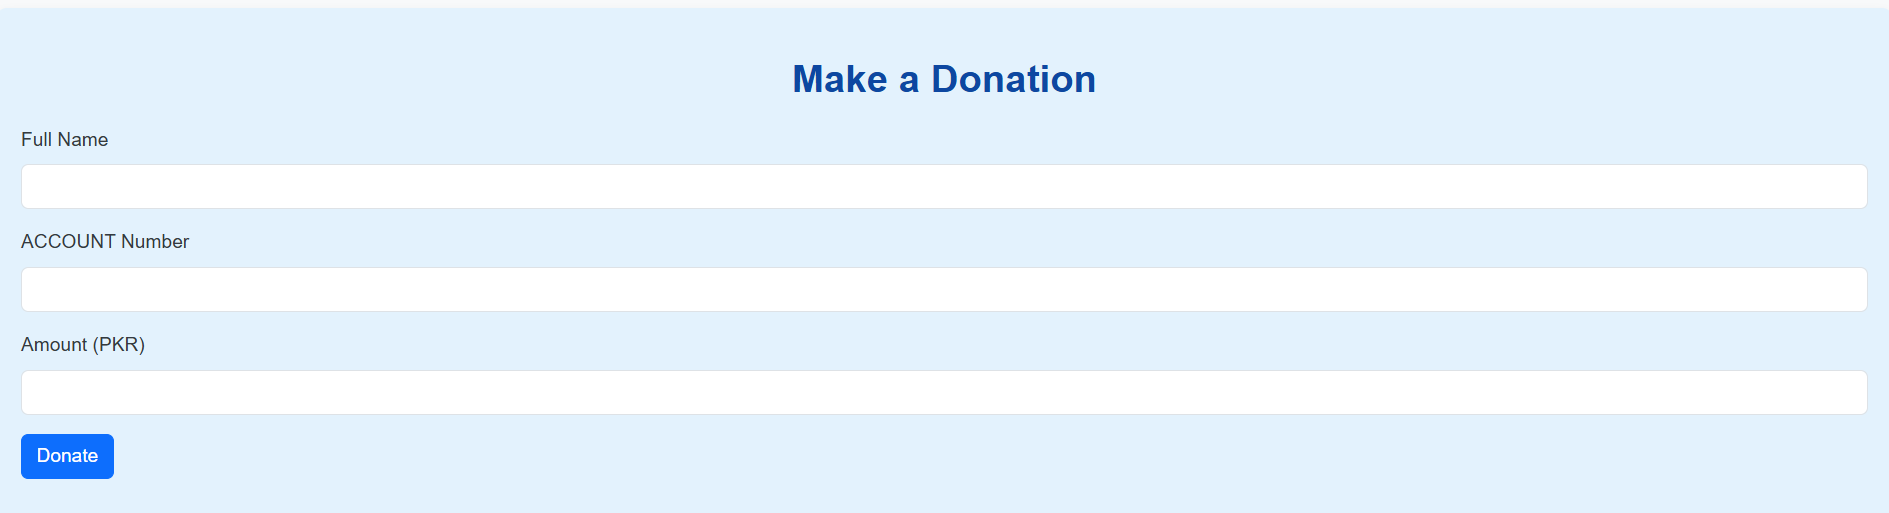 Make a Donation
Full Name
ACCOUNT Number
Amount (PKR)
Donate